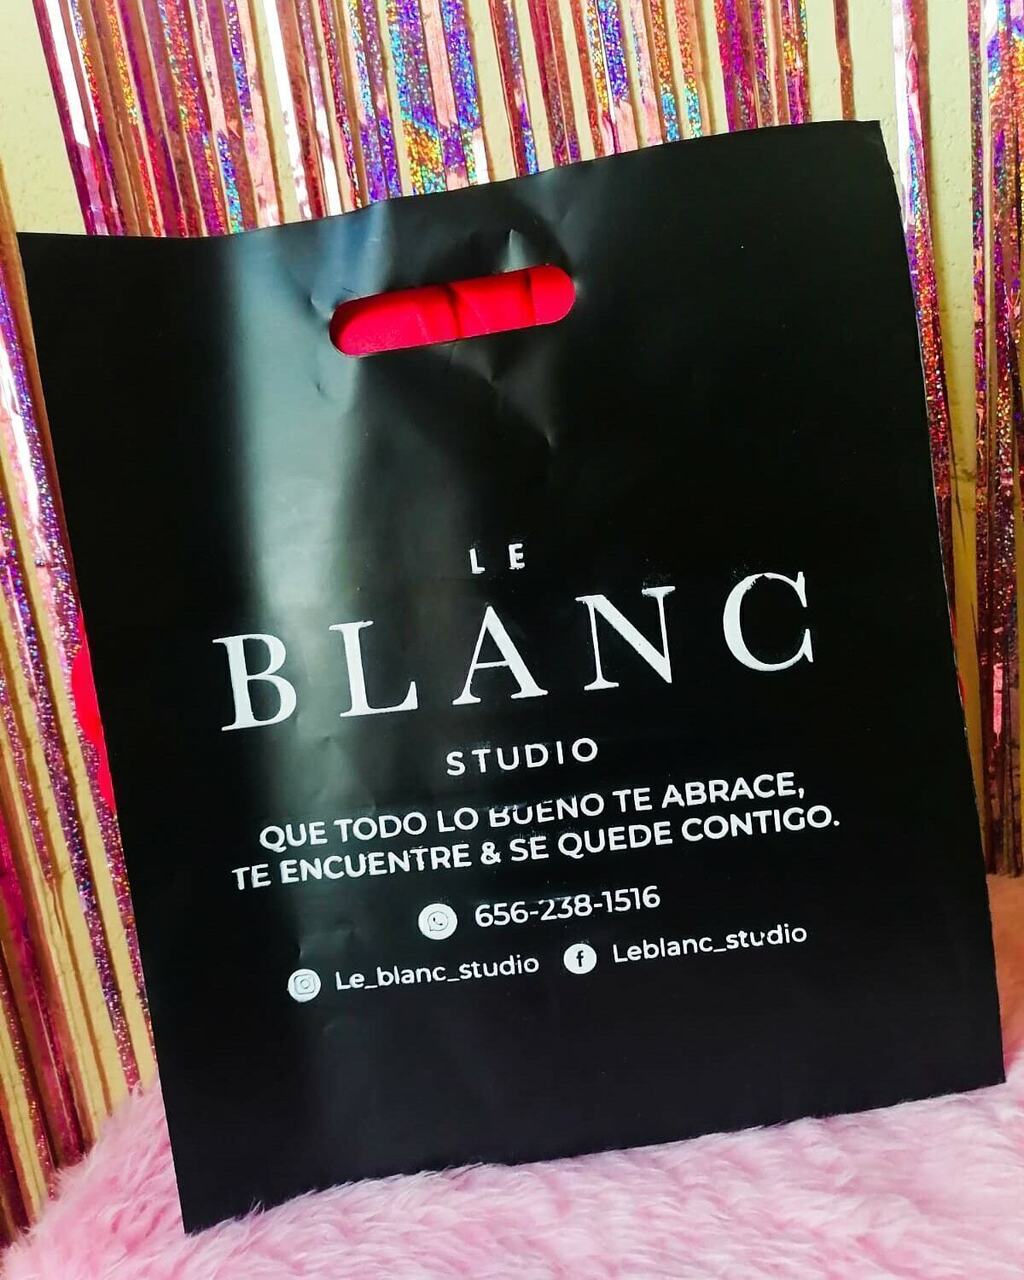 LE
BLANC
STUDIO
QUE TODO LO BUENO TE ABRACE,
TE ENCUENTRE & SE QUEDE CONTIGO.
656-238-1516
Le_blanc_studio
Leblanc_studio